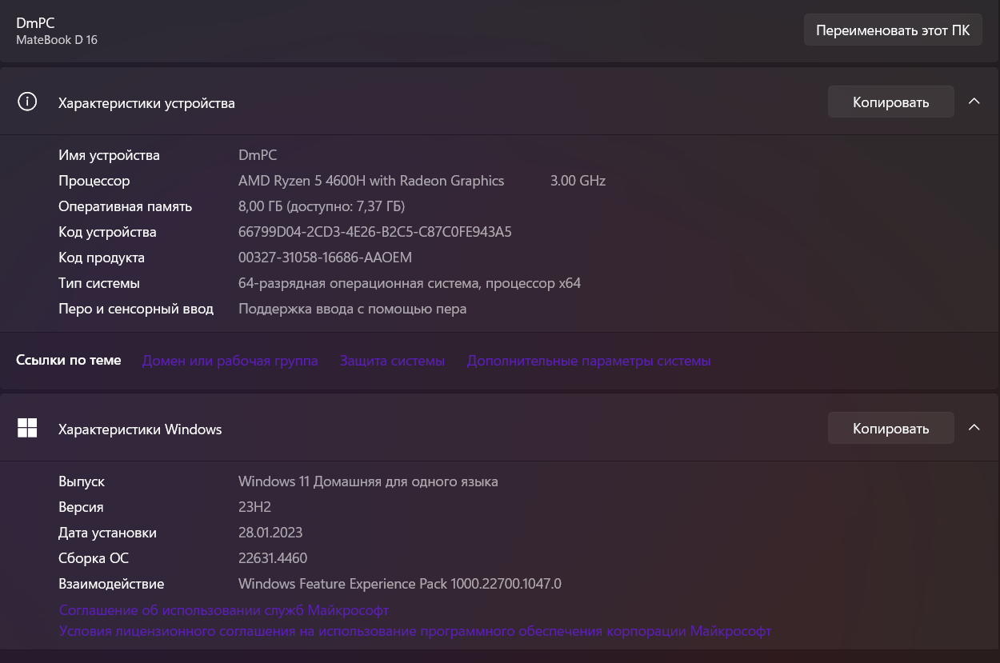 DmPC
MateBook D 16
Переименовать этот ПК
Характеристики устройства
Копировать
Имя устройства DmPC
Процессор AMD Ryzen 5 4600H with Radeon Graphics 3.00 GHz
Оперативная память 8,00 ГБ (доступно: 7,37 ГБ)
Код устройства 66799D04-2CD3-4E26-B2C5-C87C0FE943A5
Код продукта 00327-31058-16686-AAOEM
Тип системы 64-разрядная операционная система, процессор x64
Перо и сенсорный ввод Поддержка ввода с помощью пера
Ссылки по теме Домен или рабочая группа Защита системы Дополнительные параметры системы
Характеристики Windows
Копировать
Выпуск Windows 11 Домашняя для одного языка
Версия 23H2
Дата установки 28.01.2023
Сборка ОС 22631.4460
Взаимодействие Windows Feature Experience Pack 1000.22700.1047.0
Соглашение об использовании служб Майкрософт
Условия лицензионного соглашения на использование программного обеспечения корпорации Майкрософт